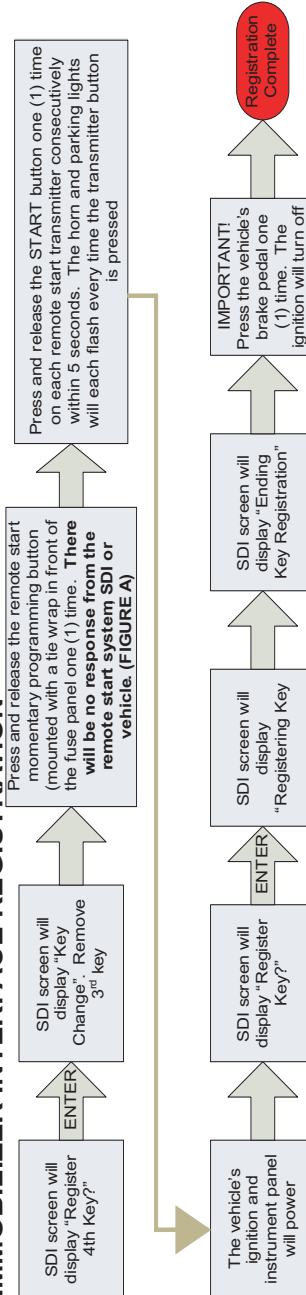 IMMOBILIZER INTERFACE REGISTRATION
SDI screen will
display “Register
4th Key?”
ENTER
SDI screen will
display “Key
Change”. Remove
3rd key
Press and release the remote start
momentary programming button
(mounted with a tie wrap in front of
the fuse panel one (1) time. There
will be no response from the
remote start system SDI or
vehicle. (FIGURE A)
Press and release the START button one (1) time
on each remote start transmitter consecutively
within 5 seconds. The horn and parking lights
will each flash every time the transmitter button
is pressed
The vehicle’s
ignition and
instrument panel
will power
SDI screen will
display “Register
Key?”
ENTER
SDI screen will
display
“Registering Key
SDI screen will
display “Ending
Key Registration”
IMPORTANT!
Press the vehicle’s
brake pedal one
(1) time. The
ignition will turn off
Registration
Complete